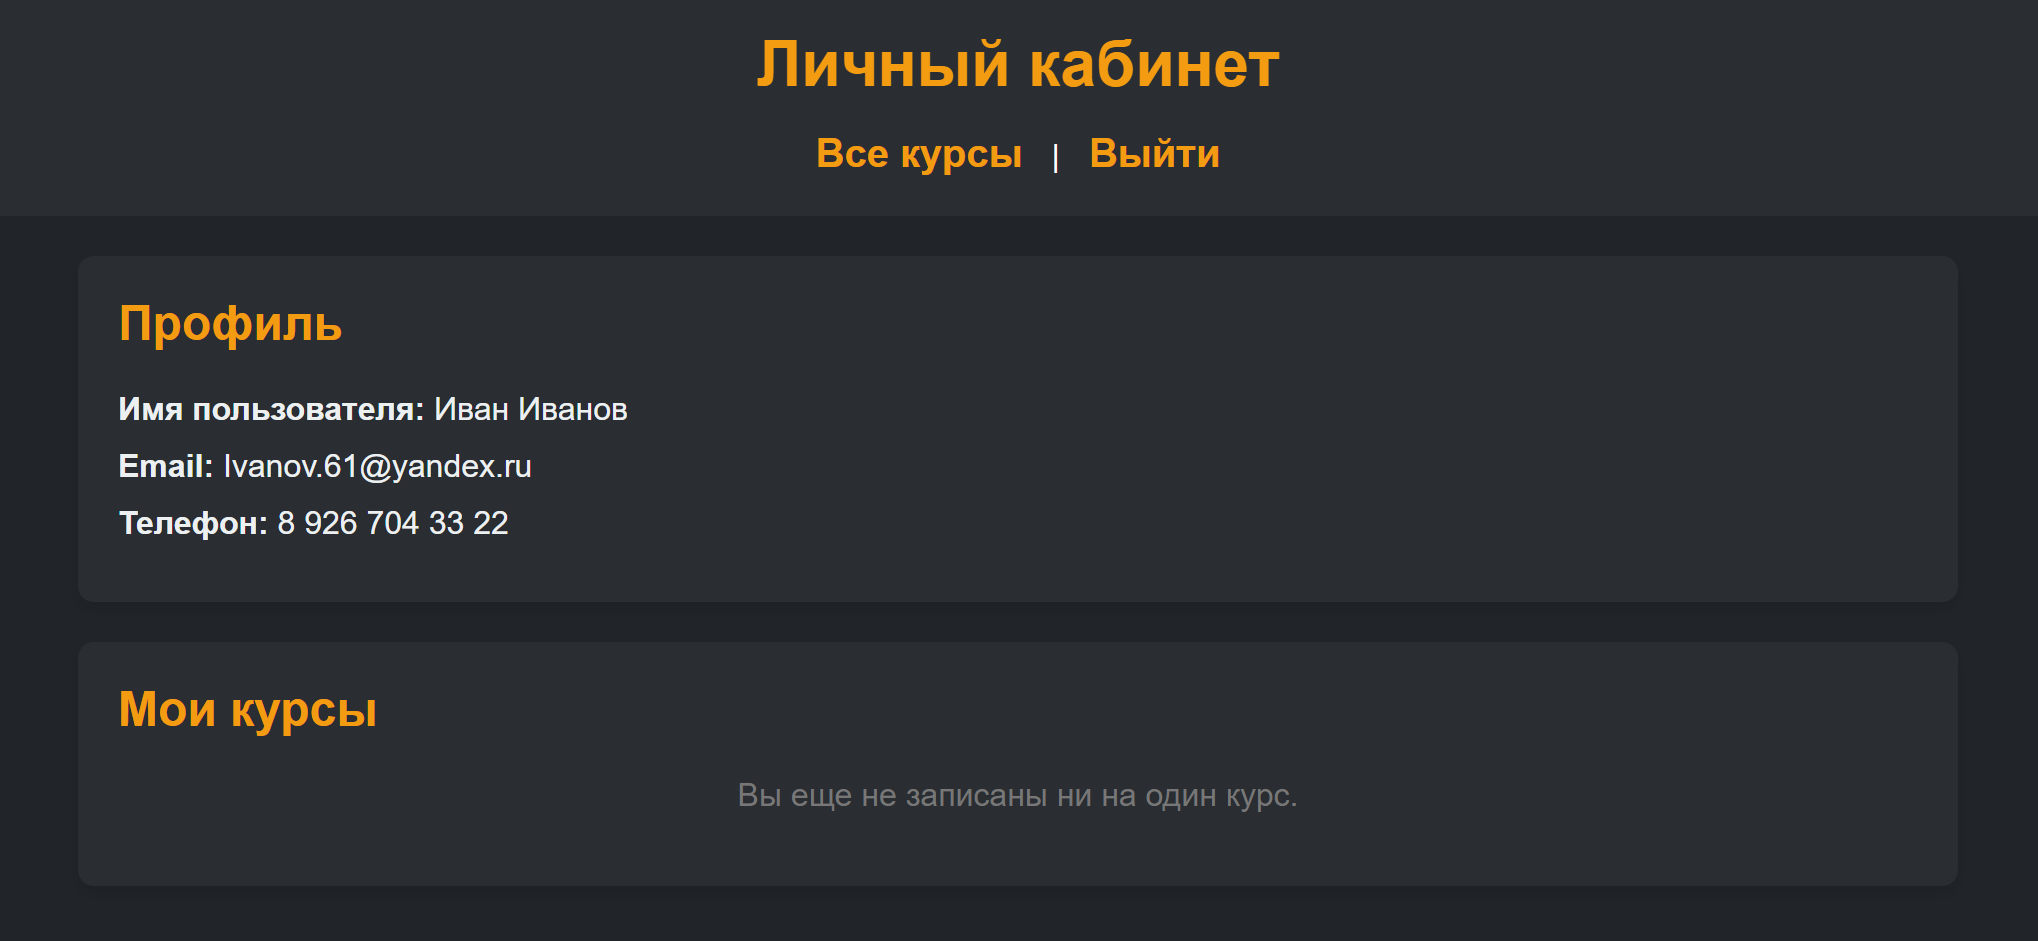 Личный кабинет
Все курсы | Выйти
Профиль
Имя пользователя: Иван Иванов
Email: Ivanov.61@yandex.ru
Телефон: 8 926 704 33 22
Мои курсы
Вы еще не записаны ни на один курс.